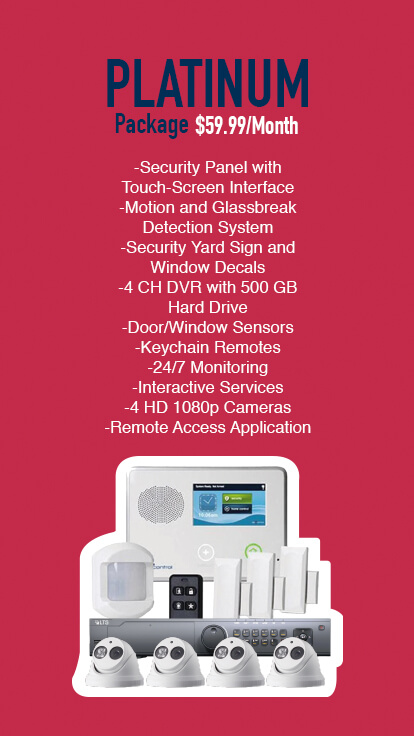 PLATINUM
Package $59.99/Month
-Security Panel with
Touch-Screen Interface
-Motion and Glassbreak
Detection System
-Security Yard Sign and
Window Decals
-4 CH DVR with 500 GB
Hard Drive
-Door/Window Sensors
-Keychain Remotes
-24/7 Monitoring
-Interactive Services
-4 HD 1080p Cameras
-Remote Access Application